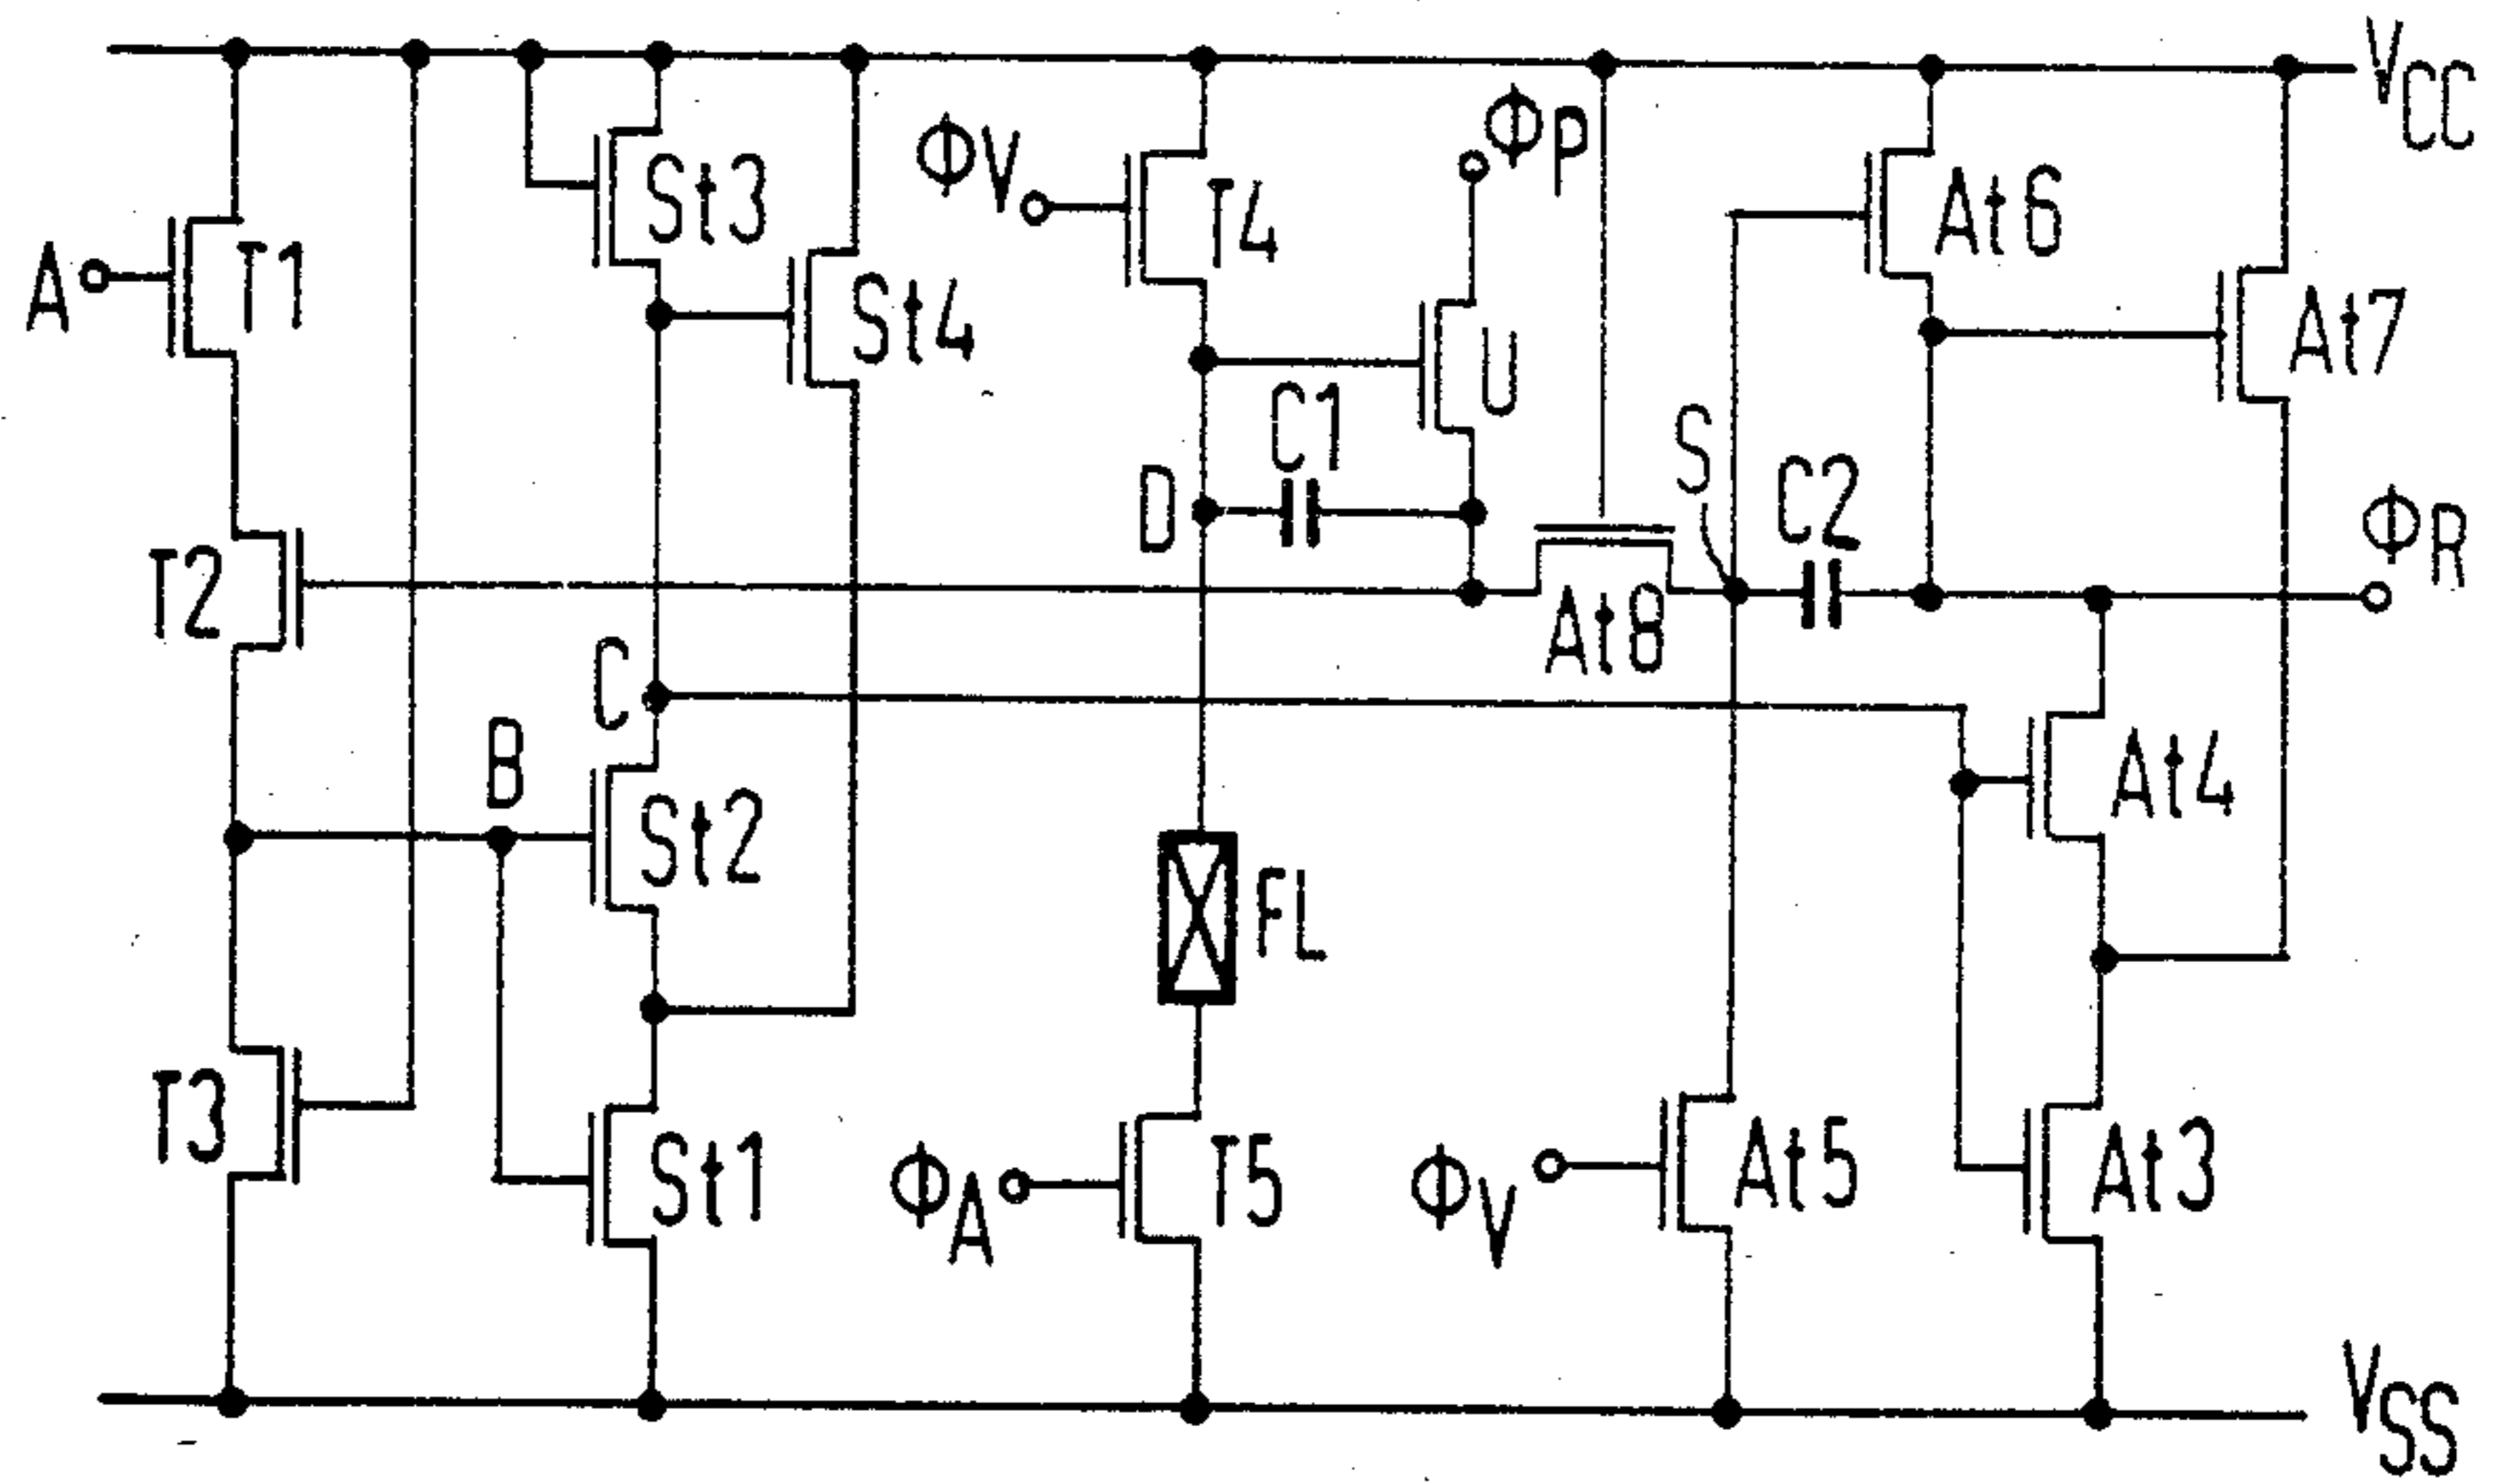 VCC
ΦP
ΦV
St3
At6
T4
A
T1
St4
At7
U
C1
S
C2
D
ΦR
T2
At8
C
B
At4
St2
FL
T3
St1
ΦA
T5
ΦV
At5
At3
VSS